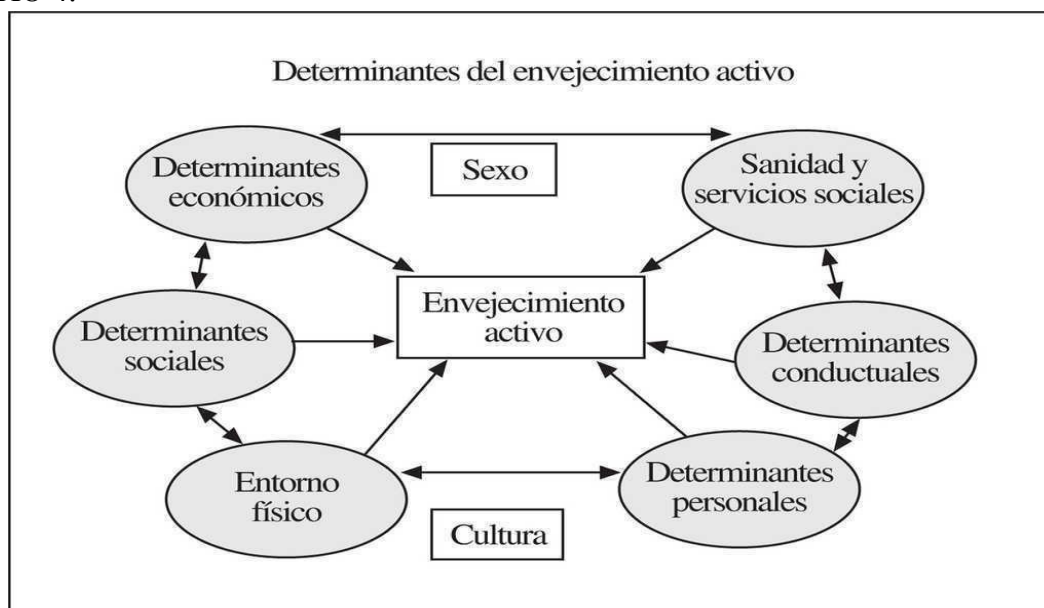 Determinantes del envejecimiento activo
Determinantes
económicos
Sexo
Sanidad y
servicios sociales
Envejecimiento
activo
Determinantes
sociales
Determinantes
conductuales
Entorno
físico
Cultura
Determinantes
personales